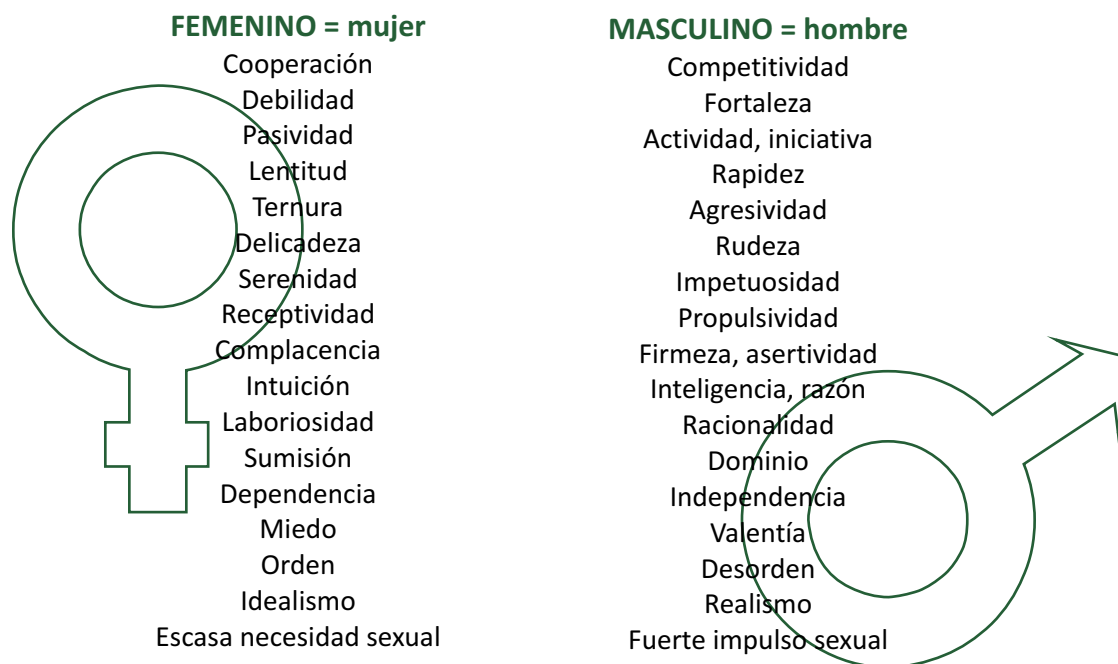 FEMENINO = mujer
Cooperación
Debilidad
Pasividad
Lentitud
Ternura
Delicadeza
Serenidad
Receptividad
Complacencia
Intuición
Laboriosidad
Sumisión
Dependencia
Miedo
Orden
Idealismo
Escasa necesidad sexual
MASCULINO = hombre
Competitividad
Fortaleza
Actividad, iniciativa
Rapidez
Agresividad
Rudeza
Impetuosidad
Propulsividad
Firmeza, asertividad
Inteligencia, razón
Racionalidad
Dominio
Independencia
Valentía
Desorden
Realismo
Fuerte impulso sexual